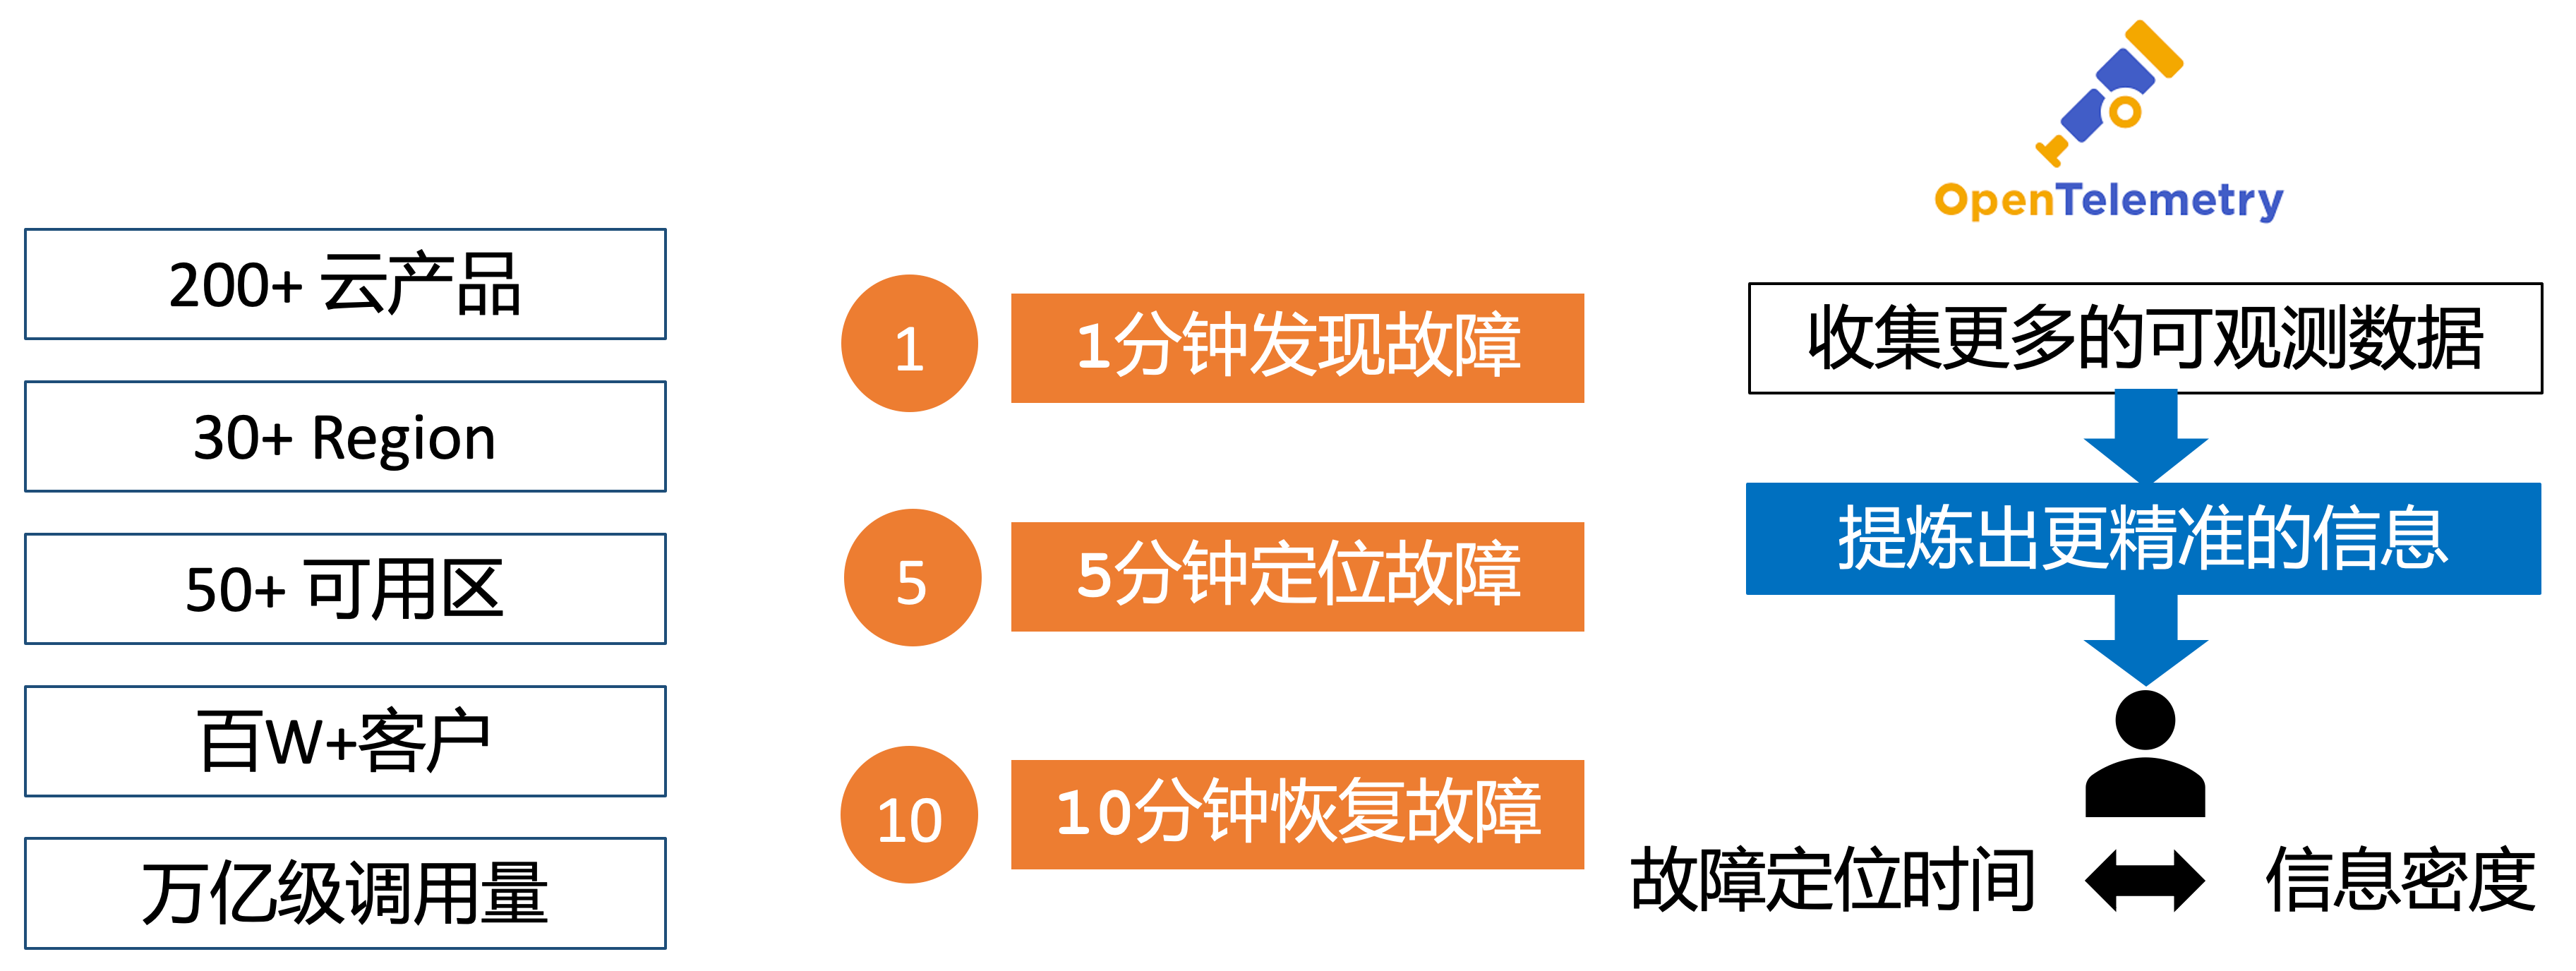 200+ 云产品
30+ Region
50+ 可用区
百W+客户
万亿级调用量
1
1分钟发现故障
5
5分钟定位故障
10
10分钟恢复故障
OpenTelemetry
收集更多的可观测数据
提炼出更精准的信息
故障定位时间
信息密度